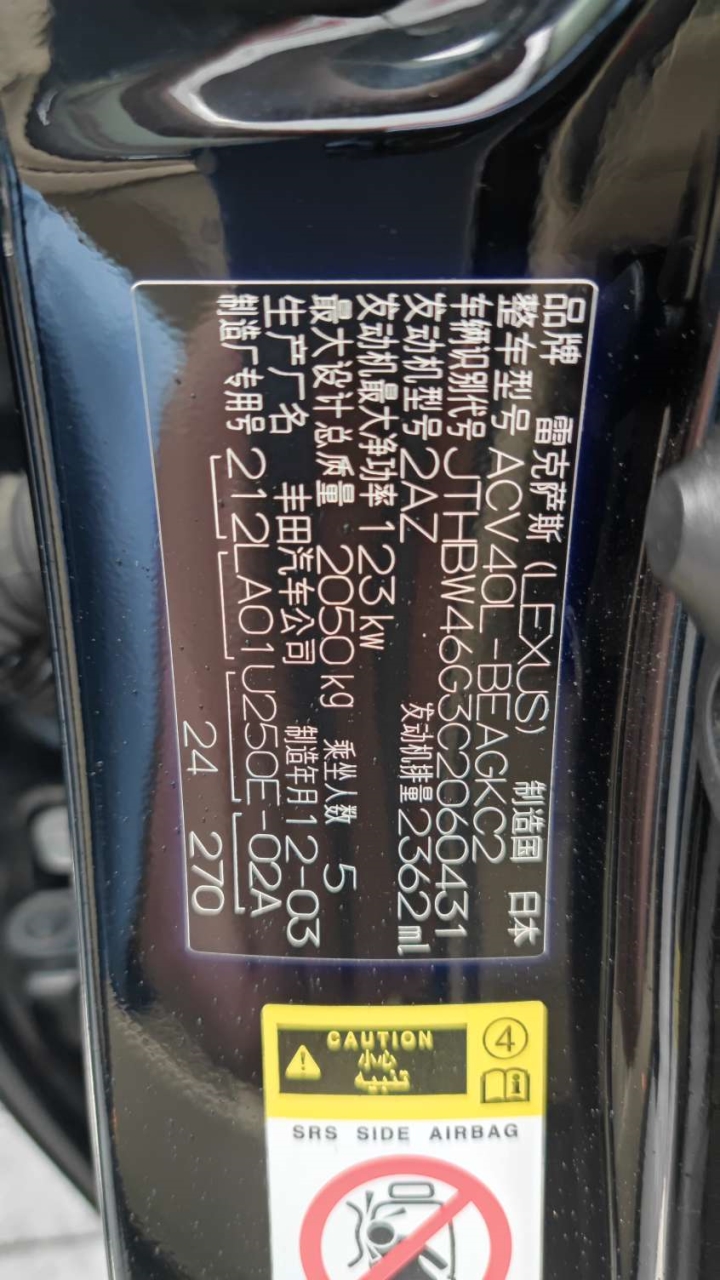 品牌 雷克萨斯 (LEXUS) 制造国 日本
整车型号 ACV40L-BEAGKC2
车辆识别代号 JTHBW46G3C2060431
发动机型号 2AZ 发动机排量 2362ml
发动机最大净功率 123kw
最大设计总质量 2050kg 乘坐人数 5
生产厂名 丰田汽车公司 制造年月 12-03
制造厂专用号 212LA01U250E-02A
24 270
CAUTION
小心
تنبيه
4
i
SRS SIDE AIRBAG